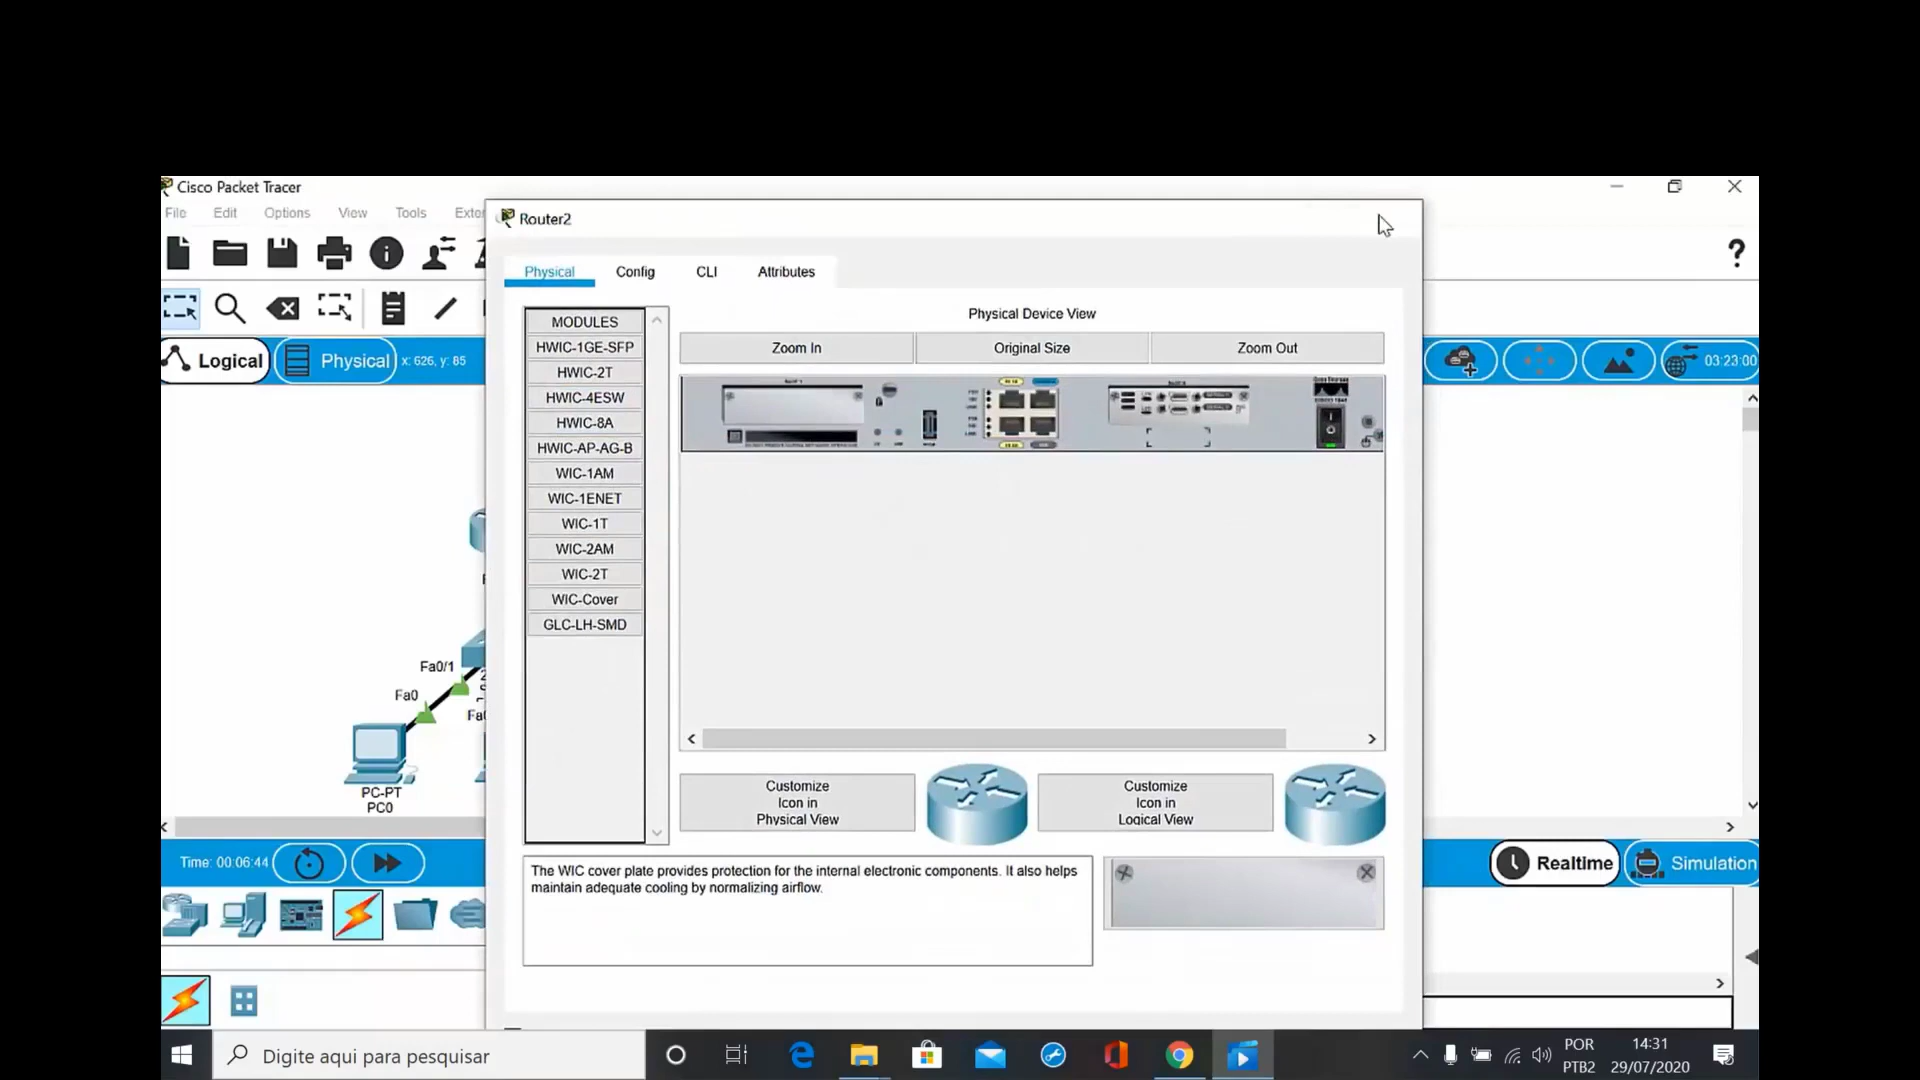 Cisco Packet Tracer
File Edit Options View Tools Exter
Router2
Physical Config CLI Attributes
MODULES
HWIC-1GE-SFP
HWIC-2T
HWIC-4ESW
HWIC-8A
HWIC-AP-AG-B
WIC-1AM
WIC-1ENET
WIC-1T
WIC-2AM
WIC-2T
WIC-Cover
GLC-LH-SMD
Physical Device View
Zoom In Original Size Zoom Out
Logical Physical x: 626, y: 85
03:23:00
Fa0/1
Fa0
PC-PT
PC0
Customize
Icon in
Physical View
Customize
Icon in
Logical View
The WIC cover plate provides protection for the internal electronic components. It also helps
maintain adequate cooling by normalizing airflow.
Time: 00:06:44
Realtime Simulation
Digite aqui para pesquisar
POR
PTB2
14:31
29/07/2020